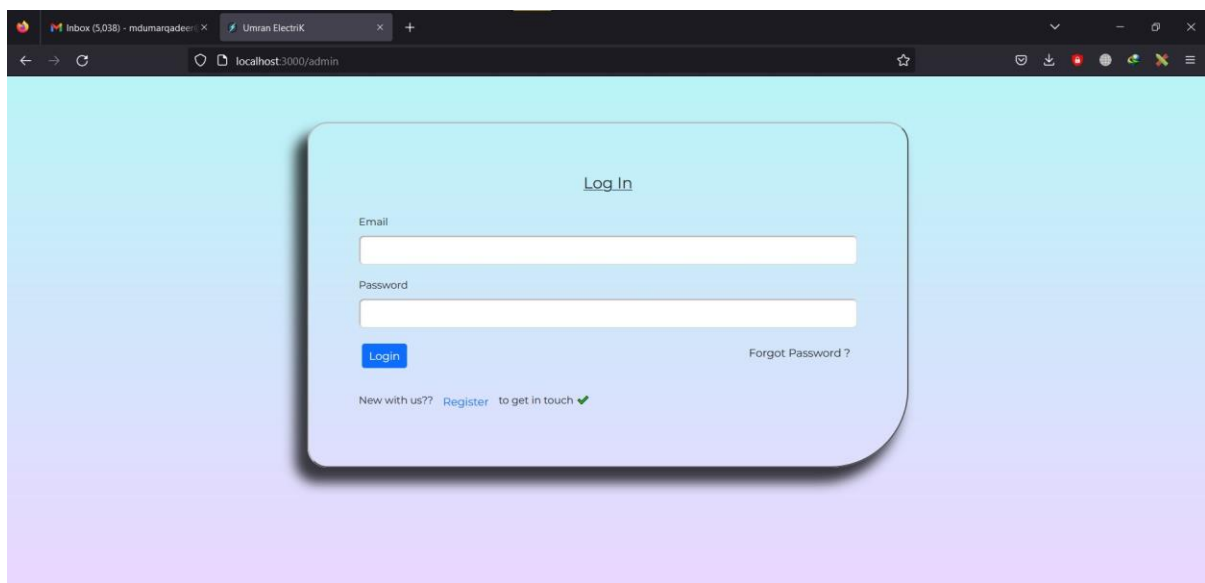 Inbox (5,038) - mdumarqadeer
Umran ElectriK
localhost:3000/admin
Log In
Email
Password
Login
Forgot Password ?
New with us?? Register to get in touch